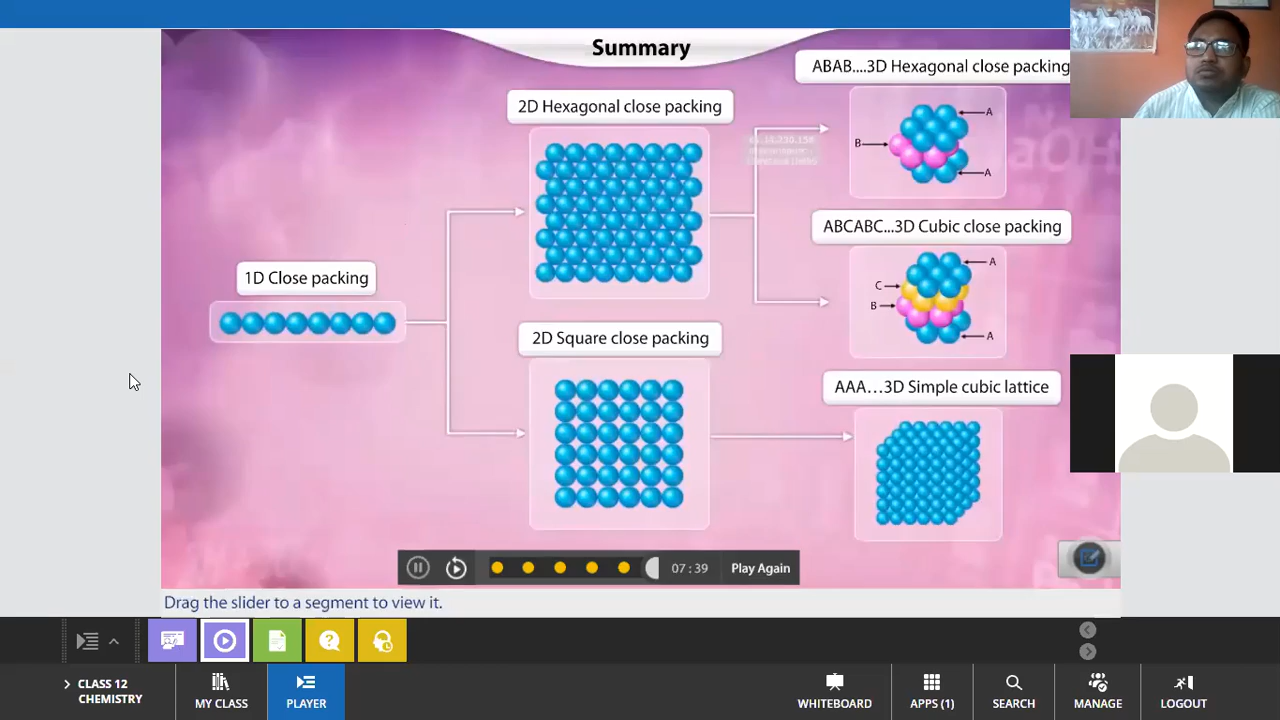 Summary
ABAB....3D Hexagonal close packing
2D Hexagonal close packing
A
B
A
ABCABC...3D Cubic close packing
1D Close packing
A
C
B
A
2D Square close packing
AAA...3D Simple cubic lattice
07 : 39
Play Again
Drag the slider to a segment to view it.
CLASS 12
CHEMISTRY
MY CLASS
PLAYER
WHITEBOARD
APPS (1)
SEARCH
MANAGE
LOGOUT